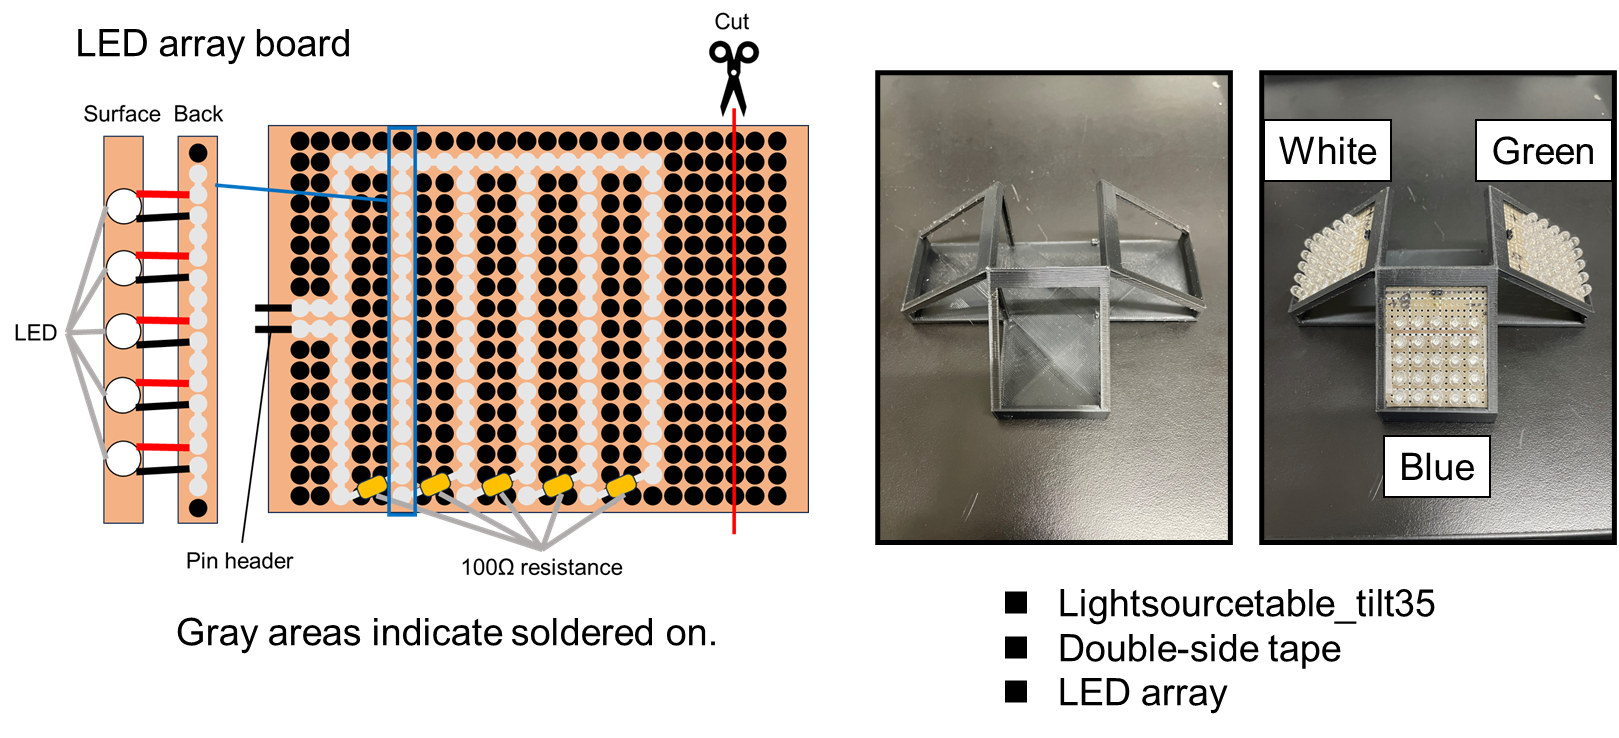 LED array board
Cut
Surface
Back
LED
Pin header
100Ω resistance
Gray areas indicate soldered on.
White
Green
Blue
■ Lightsourcetable_tilt35
■ Double-side tape
■ LED array